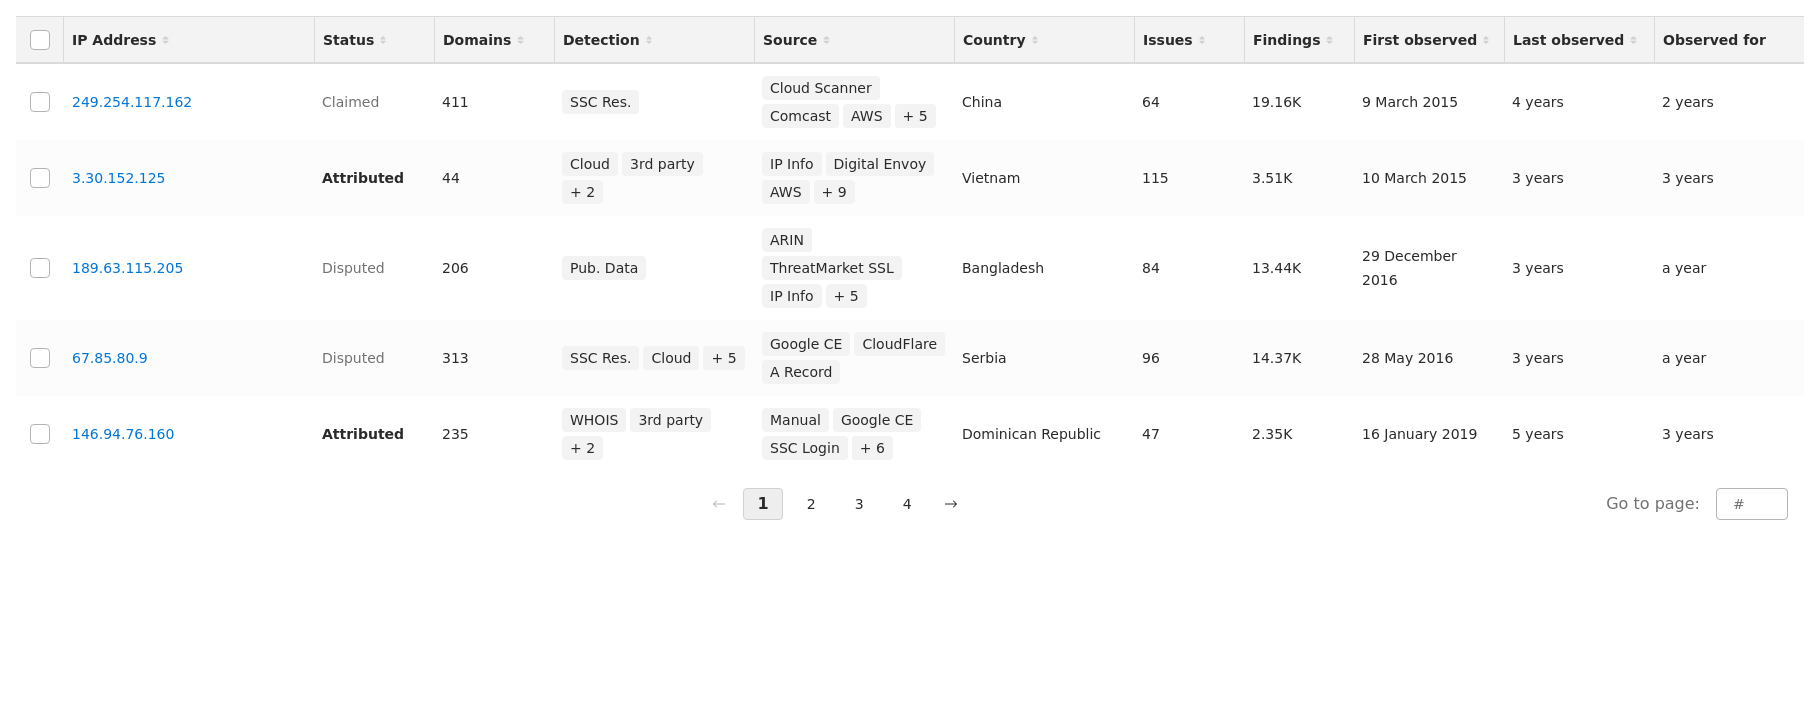 IP Address Status Domains Detection Source Country Issues Findings First observed Last observed Observed for
249.254.117.162 Claimed 411 SSC Res. Cloud Scanner Comcast AWS + 5 China 64 19.16K 9 March 2015 4 years 2 years
3.30.152.125 Attributed 44 Cloud 3rd party + 2 IP Info Digital Envoy AWS + 9 Vietnam 115 3.51K 10 March 2015 3 years 3 years
189.63.115.205 Disputed 206 Pub. Data ARIN ThreatMarket SSL IP Info + 5 Bangladesh 84 13.44K 29 December 2016 3 years a year
67.85.80.9 Disputed 313 SSC Res. Cloud + 5 Google CE CloudFlare A Record Serbia 96 14.37K 28 May 2016 3 years a year
146.94.76.160 Attributed 235 WHOIS 3rd party + 2 Manual Google CE SSC Login + 6 Dominican Republic 47 2.35K 16 January 2019 5 years 3 years
← 1 2 3 4 → Go to page: #